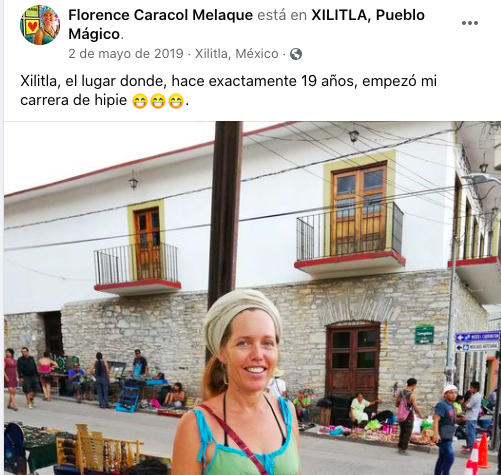 Florence Caracol Melaque está en XILITLA, Pueblo
Mágico.
2 de mayo de 2019 · Xilitla, México ·
Xilitla, el lugar donde, hace exactamente 19 años, empezó mi
carrera de hipie 😁😁😁.